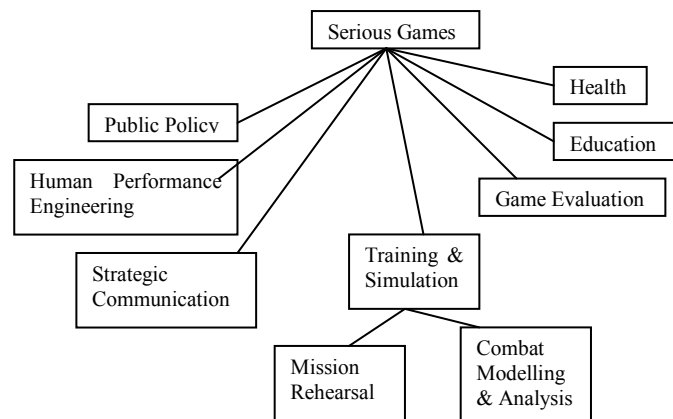 Serious Games
Health
Public Policy
Education
Human Performance
Engineering
Game Evaluation
Training &
Simulation
Strategic
Communication
Mission
Rehearsal
Combat
Modelling
& Analysis